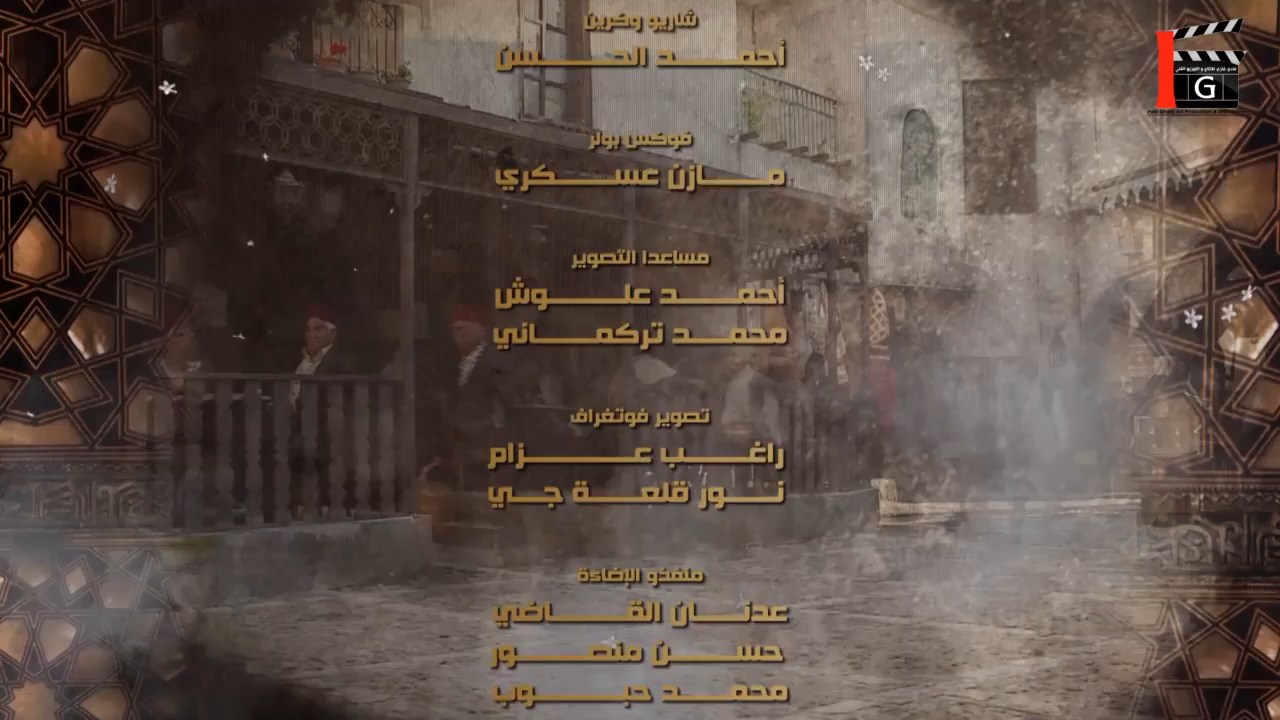 شاريو وكرين
أحمد الحسن
فوكس بولر
مازن عسكري
مساعدا التصوير
أحمد علوش
محمد تركماني
تصوير فوتغراف
راغب عزام
نور قلعة جي
منفذو الإضاءة
عدنان القاضي
حسن منصور
محمد حبوب
G